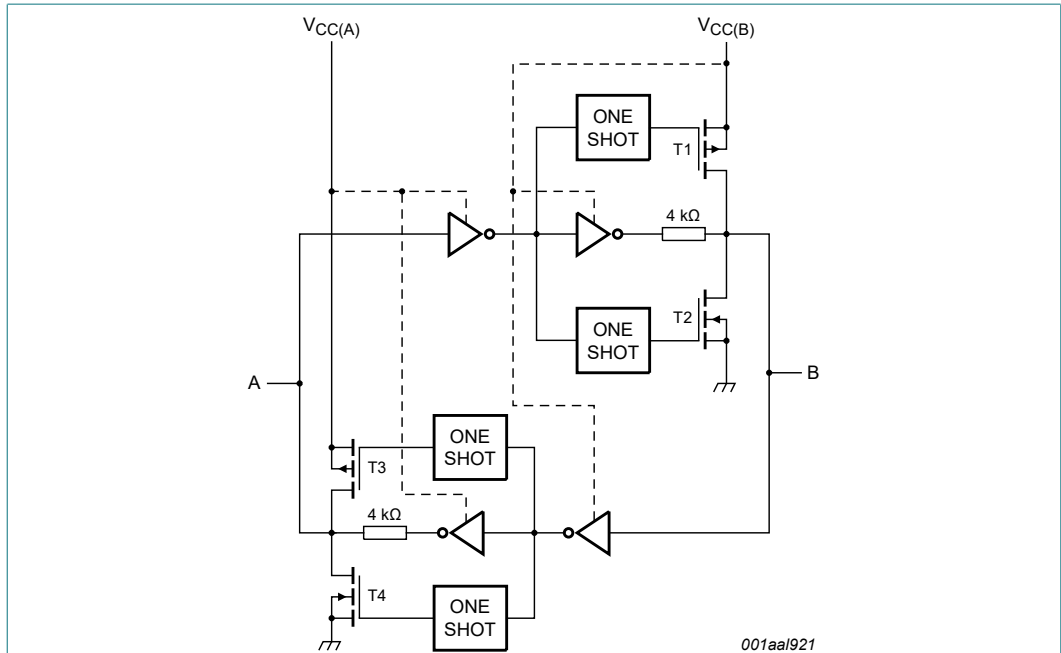 VCC(A)
VCC(B)
ONE
SHOT
T1
4 kΩ
ONE
SHOT
T2
A
B
ONE
SHOT
T3
4 kΩ
ONE
SHOT
T4
001aal921